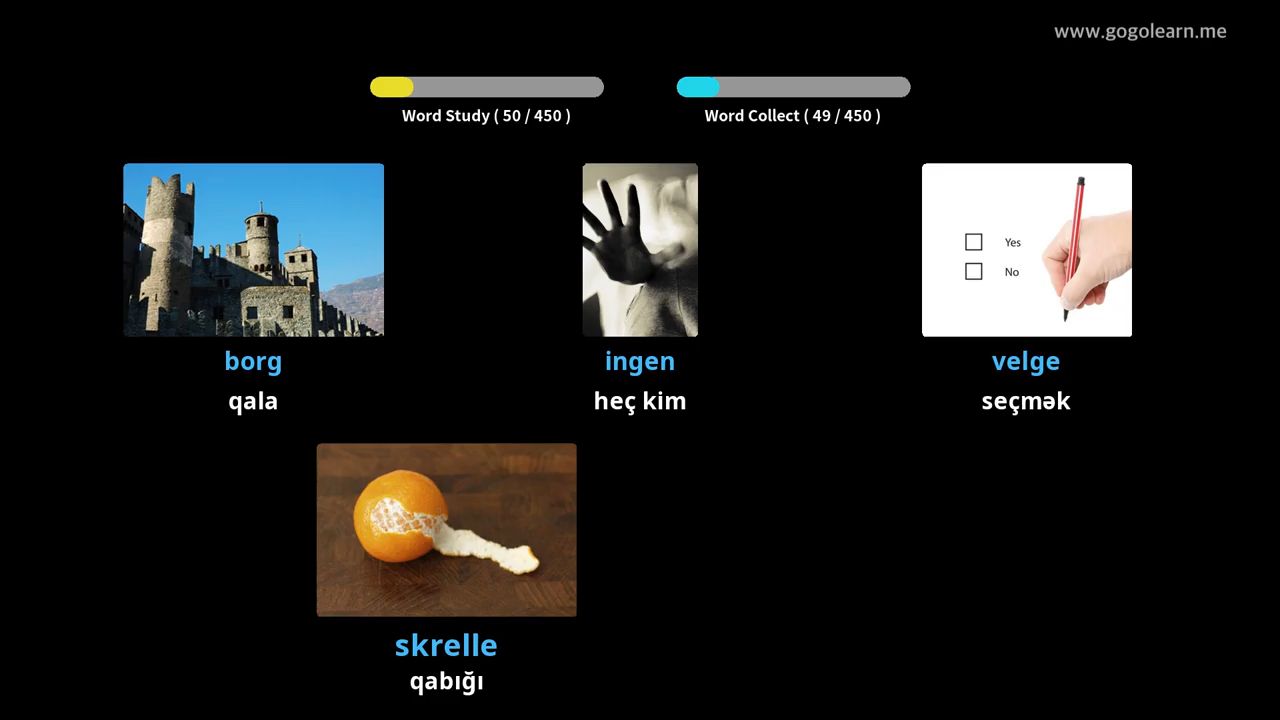 www.gogolearn.me
Word Study ( 50 / 450 )
Word Collect ( 49 / 450 )
Yes
No
borg
qala
ingen
heç kim
velge
seçmək
skrelle
qabığı